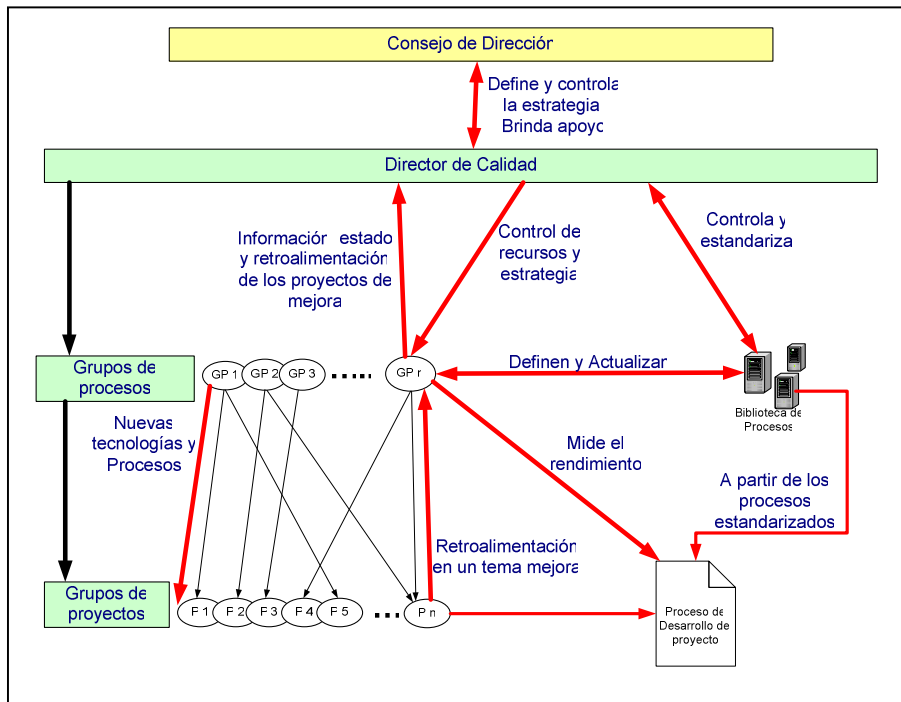 Consejo de Dirección
Define y controla
la estrategia
Brinda apoyo
Director de Calidad
Información estado
y retroalimentación
de los proyectos de
mejora
Control de
recursos y
estrategia
Controla y
estandariza
Grupos de
procesos
GP 1
GP 2
GP 3
GP r
Definen y Actualizar
Biblioteca de
Procesos
Nuevas
tecnologías y
Procesos
Mide el
rendimiento
A partir de los
procesos
estandarizados
Retroalimentación
en un tema mejora
Grupos de
proyectos
F 1
F 2
F 3
F 4
F 5
P n
Proceso de
Desarrollo de
proyecto